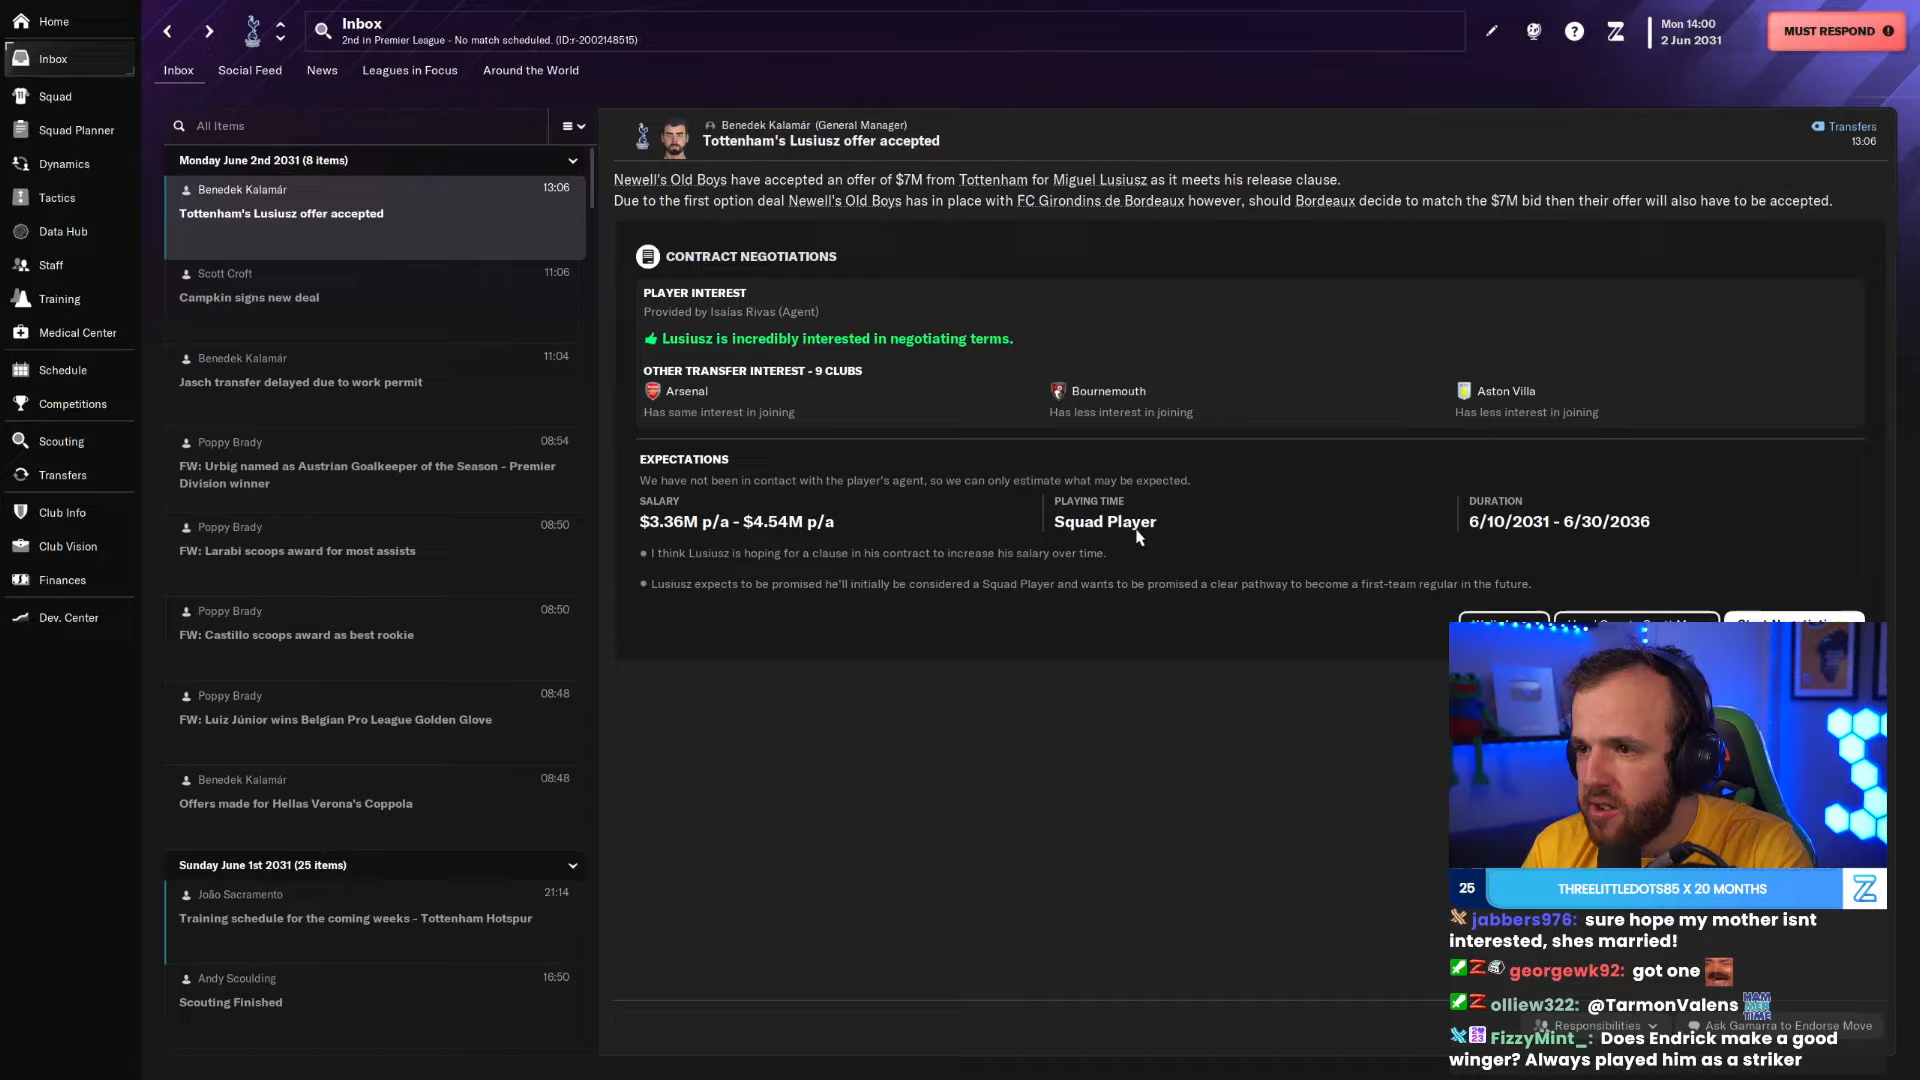 Home
Inbox
Squad
Squad Planner
Dynamics
Tactics
Data Hub
Staff
Training
Medical Center
Schedule
Competitions
Scouting
Transfers
Club Info
Club Vision
Finances
Dev. Center
Inbox
2nd in Premier League - No match scheduled. (ID:r-2002148515)
Mon 14:00
2 Jun 2031
MUST RESPOND
Inbox
Social Feed
News
Leagues in Focus
Around the World
All Items
Monday June 2nd 2031 (8 items)
Benedek Kalamár 13:06
Tottenham's Lusiusz offer accepted
Scott Croft 11:06
Campkin signs new deal
Benedek Kalamár 11:04
Jasch transfer delayed due to work permit
Poppy Brady 08:54
FW: Urbig named as Austrian Goalkeeper of the Season - Premier
Division winner
Poppy Brady 08:50
FW: Larabi scoops award for most assists
Poppy Brady 08:50
FW: Castillo scoops award as best rookie
Poppy Brady 08:48
FW: Luiz Júnior wins Belgian Pro League Golden Glove
Benedek Kalamár 08:48
Offers made for Hellas Verona's Coppola
Sunday June 1st 2031 (25 items)
João Sacramento 21:14
Training schedule for the coming weeks - Tottenham Hotspur
Andy Scoulding 16:50
Scouting Finished
Benedek Kalamár (General Manager)
Tottenham's Lusiusz offer accepted
Transfers
13:06
Newell's Old Boys have accepted an offer of $7M from Tottenham for Miguel Lusiusz as it meets his release clause.
Due to the first option deal Newell's Old Boys has in place with FC Girondins de Bordeaux however, should Bordeaux decide to match the $7M bid then their offer will also have to be accepted.
CONTRACT NEGOTIATIONS
PLAYER INTEREST
Provided by Isaías Rivas (Agent)
Lusiusz is incredibly interested in negotiating terms.
OTHER TRANSFER INTEREST - 9 CLUBS
Arsenal
Has same interest in joining
Bournemouth
Has less interest in joining
Aston Villa
Has less interest in joining
EXPECTATIONS
We have not been in contact with the player's agent, so we can only estimate what may be expected.
SALARY
$3.36M p/a - $4.54M p/a
PLAYING TIME
Squad Player
DURATION
6/10/2031 - 6/30/2036
I think Lusiusz is hoping for a clause in his contract to increase his salary over time.
Lusiusz expects to be promised he'll initially be considered a Squad Player and wants to be promised a clear pathway to become a first-team regular in the future.
25
THREELITTLEDOTS85 X 20 MONTHS
jabbers976: sure hope my mother isnt
interested, shes married!
georgewk92: got one
olliew322: @TarmonValens HAMMER TIME
Responsibilities
Ask Gamarra to Endorse Move
FizzyMint_: Does Endrick make a good
winger? Always played him as a striker